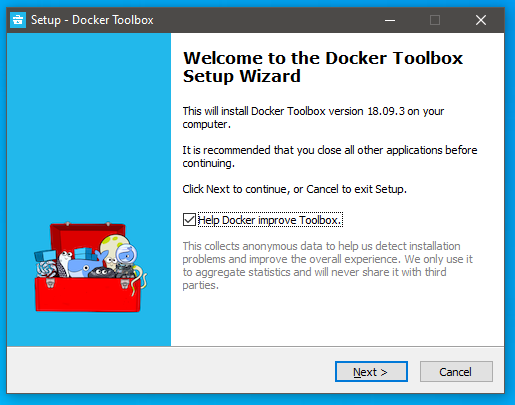 Setup - Docker Toolbox
Welcome to the Docker Toolbox
Setup Wizard
This will install Docker Toolbox version 18.09.3 on your
computer.
It is recommended that you close all other applications before
continuing.
Click Next to continue, or Cancel to exit Setup.
Help Docker improve Toolbox.
This collects anonymous data to help us detect installation
problems and improve the overall experience. We only use it
to aggregate statistics and will never share it with third
parties.
Next >
Cancel